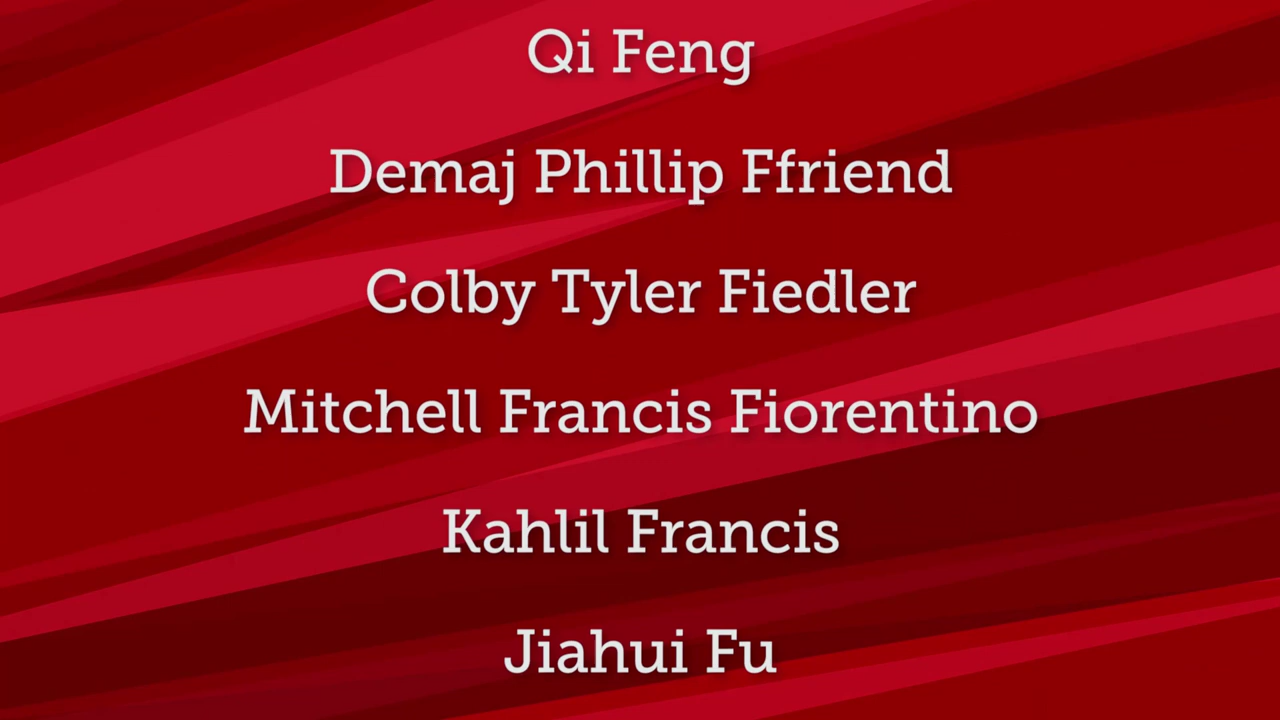 Qi Feng
Demaj Phillip Ffriend
Colby Tyler Fiedler
Mitchell Francis Fiorentino
Kahlil Francis
Jiahui Fu